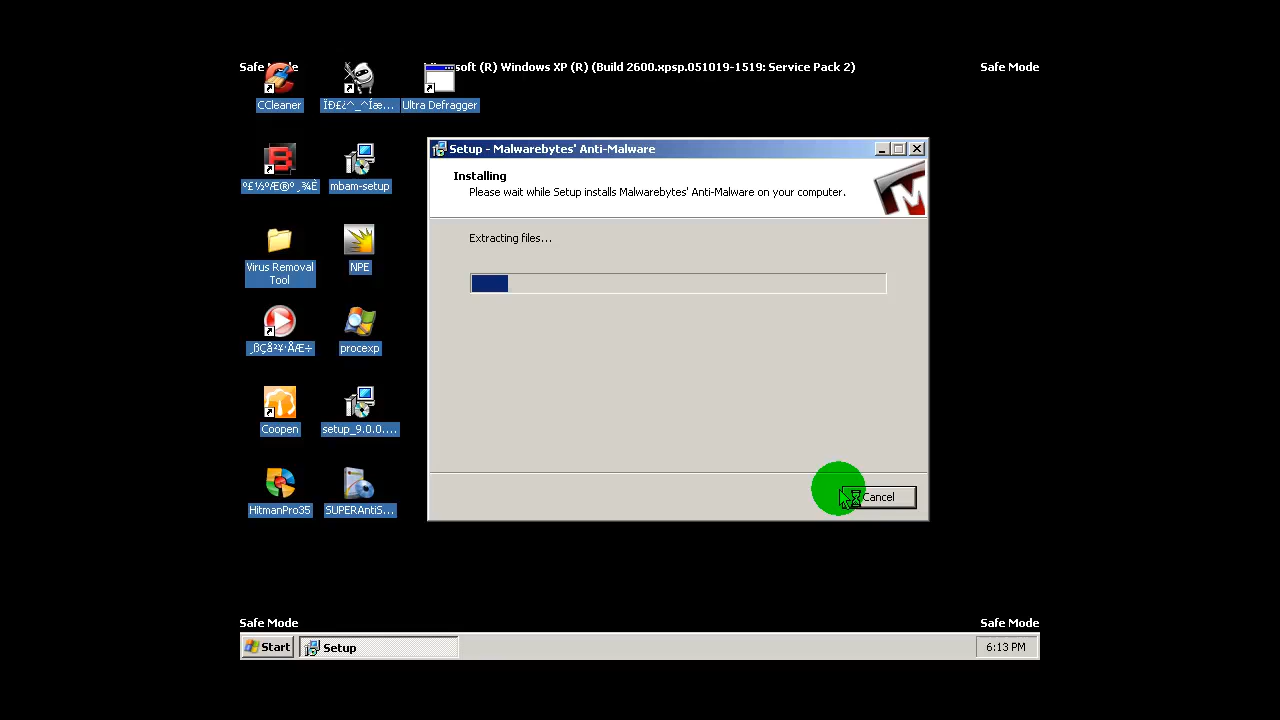 Safe Mode
Microsoft (R) Windows XP (R) (Build 2600.xpsp.051019-1519: Service Pack 2)
Safe Mode
CCleaner
ÏÐ£¿^_^Íæ...
Ultra Defragger
Setup - Malwarebytes' Anti-Malware
Installing
Please wait while Setup installs Malwarebytes' Anti-Malware on your computer.
mbam-setup
Extracting files...
Virus Removal
Tool
NPE
procexp
Coopen
setup_9.0.0....
HitmanPro35
SUPERAntiS...
Cancel
Safe Mode
Safe Mode
Start
Setup
6:13 PM